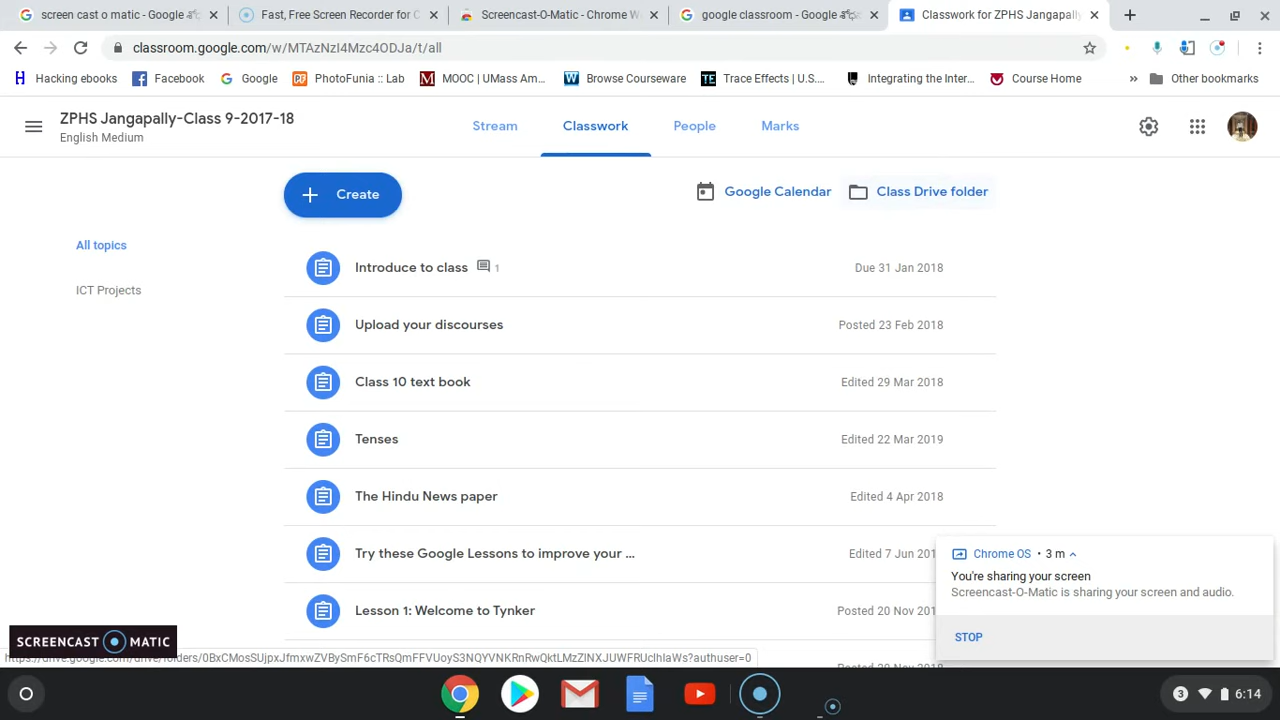 screen cast o matic - Google
Fast, Free Screen Recorder for C
Screencast-O-Matic - Chrome W
google classroom - Google
Classwork for ZPHS Jangapally
classroom.google.com/w/MTAzNzI4Mzc4ODJa/t/all
Hacking ebooks
Facebook
Google
PhotoFunia :: Lab
MOOC | UMass Am...
Browse Courseware
Trace Effects | U.S....
Integrating the Inter...
Course Home
»
Other bookmarks
ZPHS Jangapally-Class 9-2017-18
English Medium
Stream
Classwork
People
Marks
Create
Google Calendar
Class Drive folder
All topics
ICT Projects
Introduce to class 1
Due 31 Jan 2018
Upload your discourses
Posted 23 Feb 2018
Class 10 text book
Edited 29 Mar 2018
Tenses
Edited 22 Mar 2019
The Hindu News paper
Edited 4 Apr 2018
Try these Google Lessons to improve your ...
Edited 7 Jun 201
Lesson 1: Welcome to Tynker
Posted 20 Nov 201
Chrome OS • 3 m
You're sharing your screen
Screencast-O-Matic is sharing your screen and audio.
STOP
SCREENCAST O MATIC
3
6:14